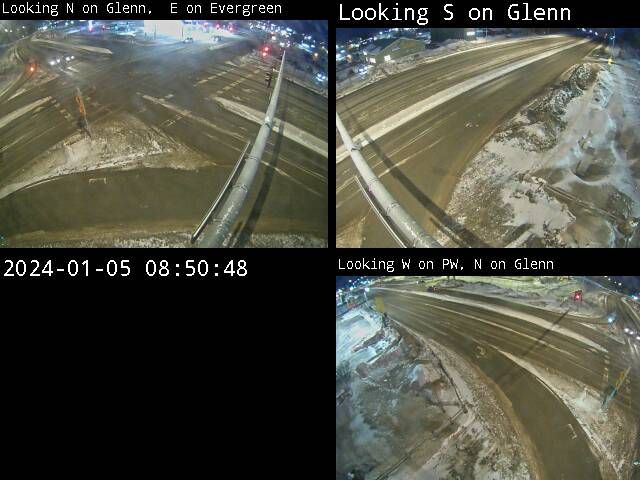 Looking N on Glenn,  E on Evergreen
Looking S on Glenn
2024-01-05 08:50:48
Looking W on PW, N on Glenn